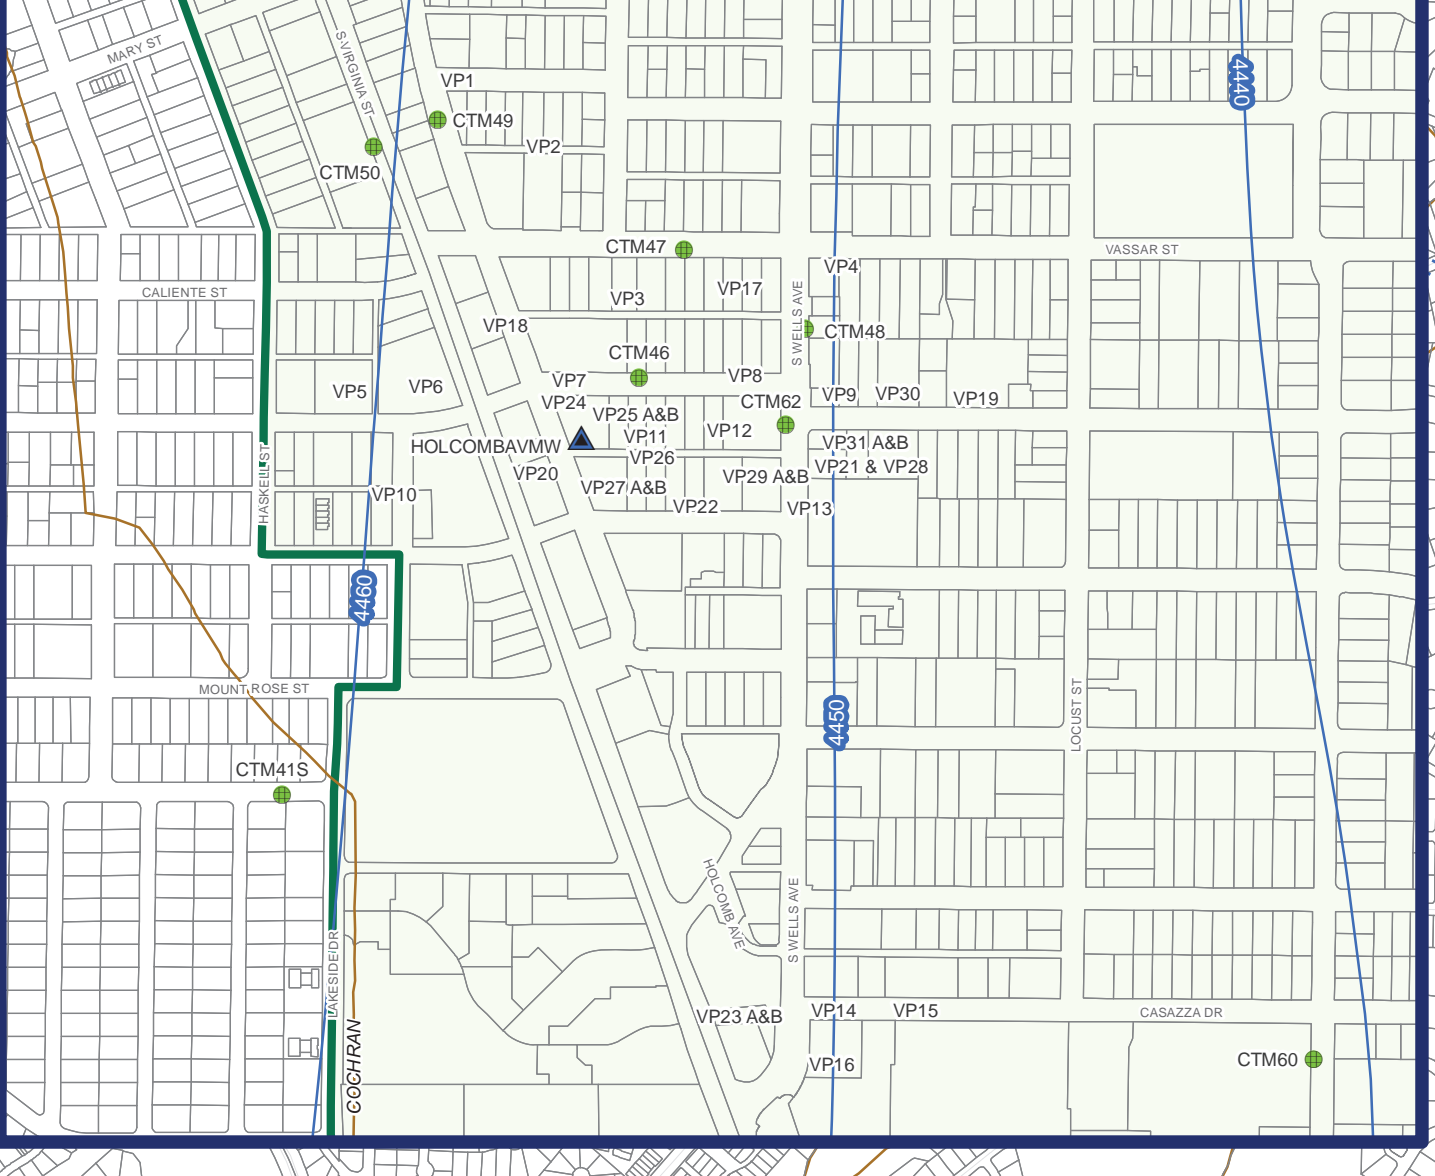 MARY ST
S VIRGINIA ST
VP1
4440
CTM49
VP2
CTM50
CTM47
VASSAR ST
VP4
CALIENTE ST
VP17
VP3
S WELLS AVE
VP18
CTM48
CTM46
VP7
VP8
VP5
VP6
VP9
VP30
VP19
VP24
CTM62
VP25 A&B
VP12
VP11
HOLCOMBAVMW
VP31 A&B
VP26
VP21 & VP28
VP20
VP29 A&B
HASKELL ST
VP27 A&B
VP10
VP22
VP13
4460
MOUNT ROSE ST
4450
LOCUST ST
CTM41S
HOLCOMB AVE
S WELLS AVE
LAKESIDE DR
VP23 A&B
VP14
VP15
CASAZZA DR
COCHRAN
VP16
CTM60